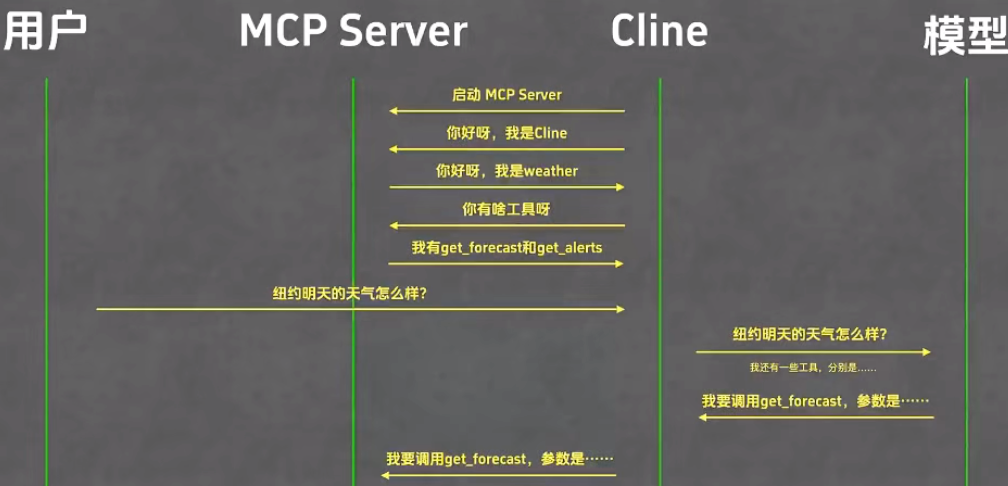 用户 MCP Server Cline 模型
启动 MCP Server
你好呀，我是Cline
你好呀，我是weather
你有啥工具呀
我有get_forecast和get_alerts
纽约明天的天气怎么样？
纽约明天的天气怎么样？
我还有一些工具，分别是……
我要调用get_forecast，参数是……
我要调用get_forecast，参数是……